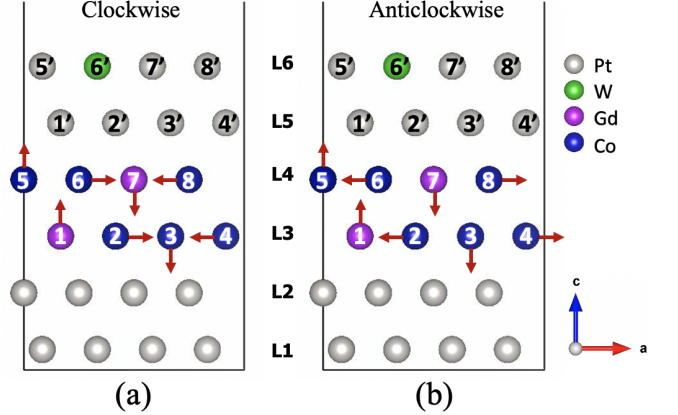 Clockwise
Anticlockwise
5′ 6′ 7′ 8′ L6 5′ 6′ 7′ 8′
1′ 2′ 3′ 4′ L5 1′ 2′ 3′ 4′
5 6 7 8 L4 5 6 7 8
1 2 3 4 L3 1 2 3 4
L2
L1
Pt
W
Gd
Co
c
a
(a)
(b)